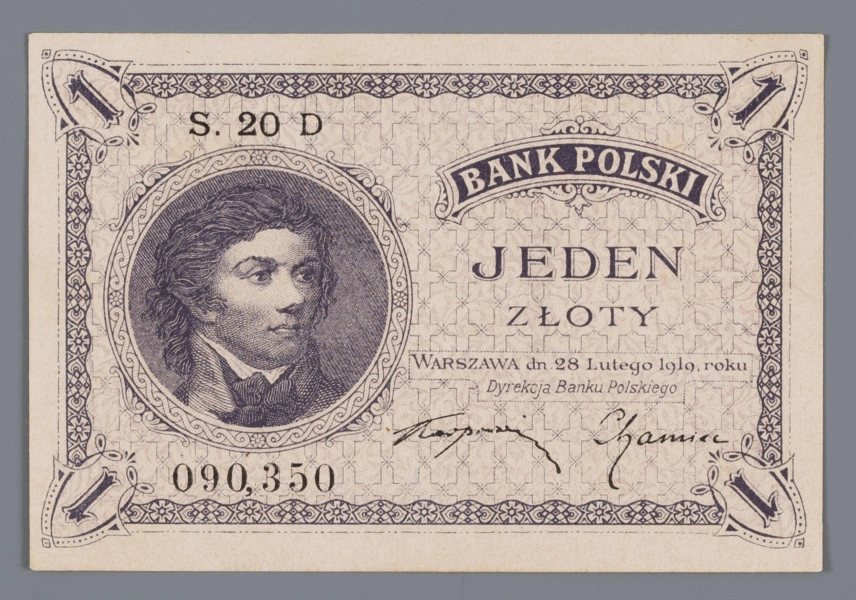 1 1
S. 20 D
BANK POLSKI
JEDEN
ZŁOTY
WARSZAWA dn. 28 Lutego 1919, roku
Dyrekcja Banku Polskiego
090,350
1 1